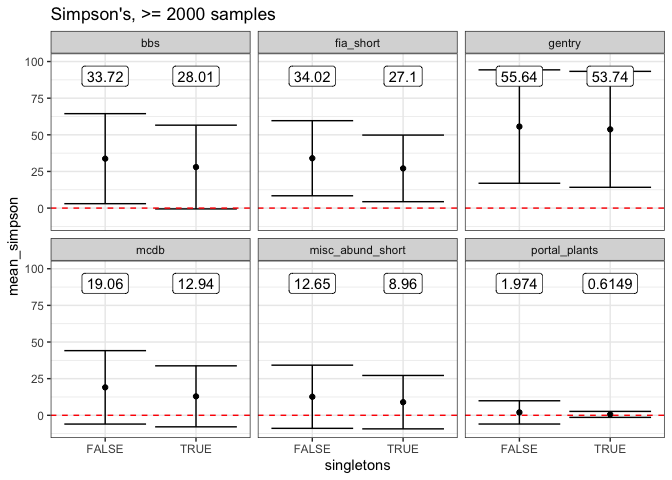 Simpson's, >= 2000 samples
bbs fia_short gentry
100
75
50
25
0
33.72 28.01 34.02 27.1 55.64 53.74
mean_simpson
mcdb misc_abund_short portal_plants
100
75
50
25
0
19.06 12.94 12.65 8.96 1.974 0.6149
FALSE TRUE FALSE TRUE FALSE TRUE
singletons